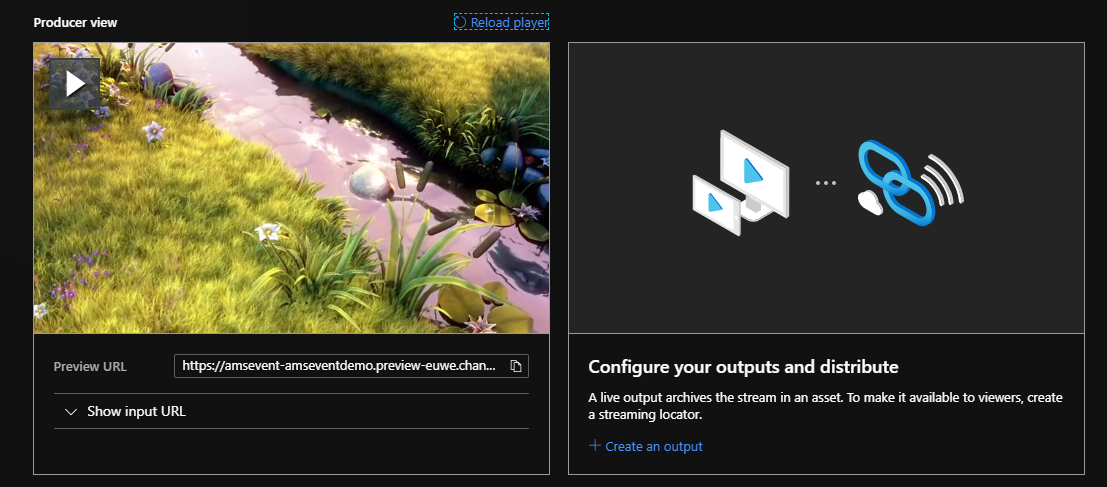 Producer view
Reload player
Preview URL
https://amsevent-amseventdemo.preview-euwe.chan...
Show input URL
Configure your outputs and distribute
A live output archives the stream in an asset. To make it available to viewers, create
a streaming locator.
Create an output